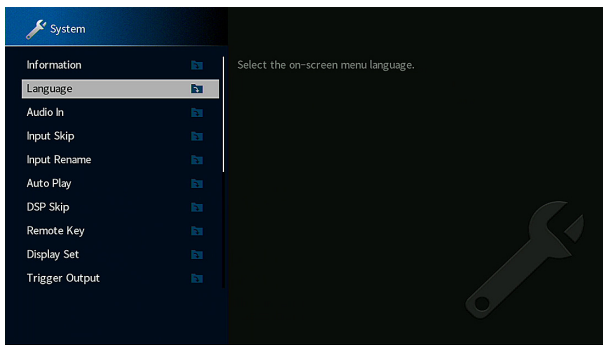 System
Information
Language
Select the on-screen menu language.
Audio In
Input Skip
Input Rename
Auto Play
DSP Skip
Remote Key
Display Set
Trigger Output